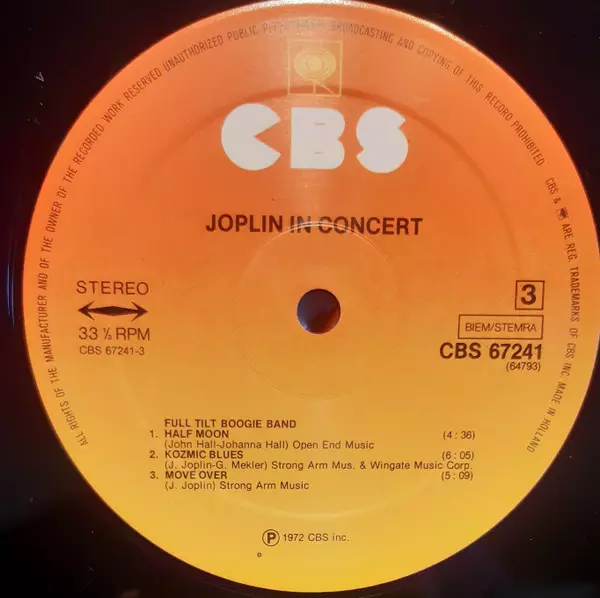 ALL RIGHTS OF THE MANUFACTURER AND OF THE OWNER OF THE RECORDED WORK RESERVED UNAUTHORIZED PUBLIC PERFORMANCE BROADCASTING AND COPYING OF THIS RECORD PROHIBITED
CBS & ARE REG. TRADEMARKS OF CBS INC. MADE IN HOLLAND
CBS
JOPLIN IN CONCERT
STEREO
3
33 ⅓ RPM
BIEM/STEMRA
CBS 67241-3
CBS 67241
(64793)
FULL TILT BOOGIE BAND
1. HALF MOON (4:36)
(John Hall-Johanna Hall) Open End Music
2. KOZMIC BLUES (6:05)
(J. Joplin-G. Mekler) Strong Arm Mus. & Wingate Music Corp.
3. MOVE OVER (5:09)
(J. Joplin) Strong Arm Music
Ⓟ 1972 CBS inc.